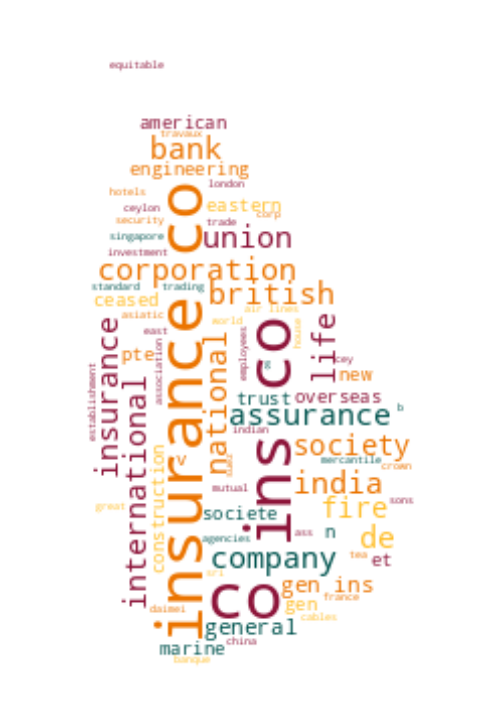 equitable
american
travaux
bank
engineering
london
hotels
eastern
ceylon
corp
security
trade
singapore
union
investment
corporation
standard
trading
british
ceased
air lines
asiatic
world
insurance co
ins co
life
house
insurance
east
employees
national
association
pte
cey
g
new
establishment
international
trust
overseas
assurance
b
indian
society
construction
v
mercantile
crown
india
mutual
great
sons
fire
societe
n
ass
de
agencies
company
tea
et
sri
gen ins
co
france
gen
daimei
cables
general
china
marine
banque